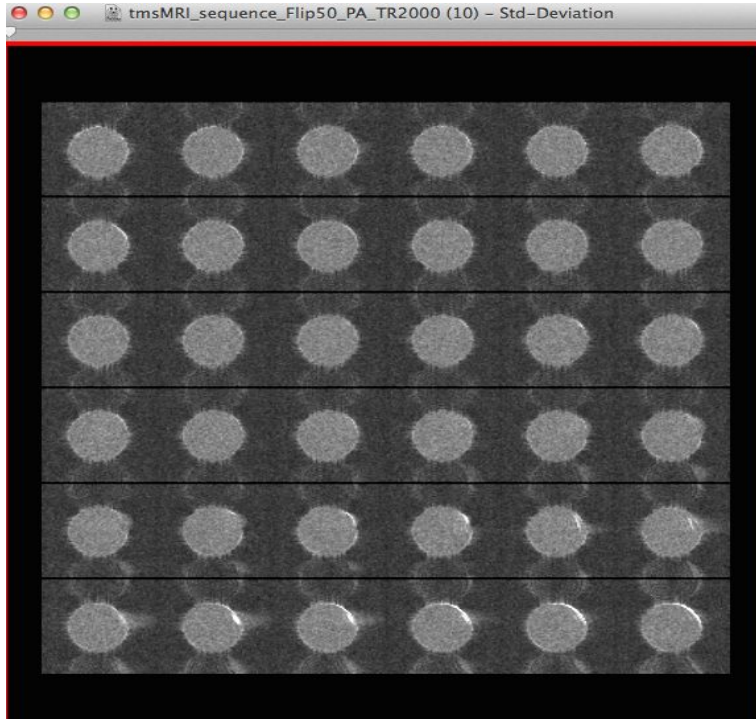 tmsMRI_sequence_Flip50_PA_TR2000 (10) – Std-Deviation